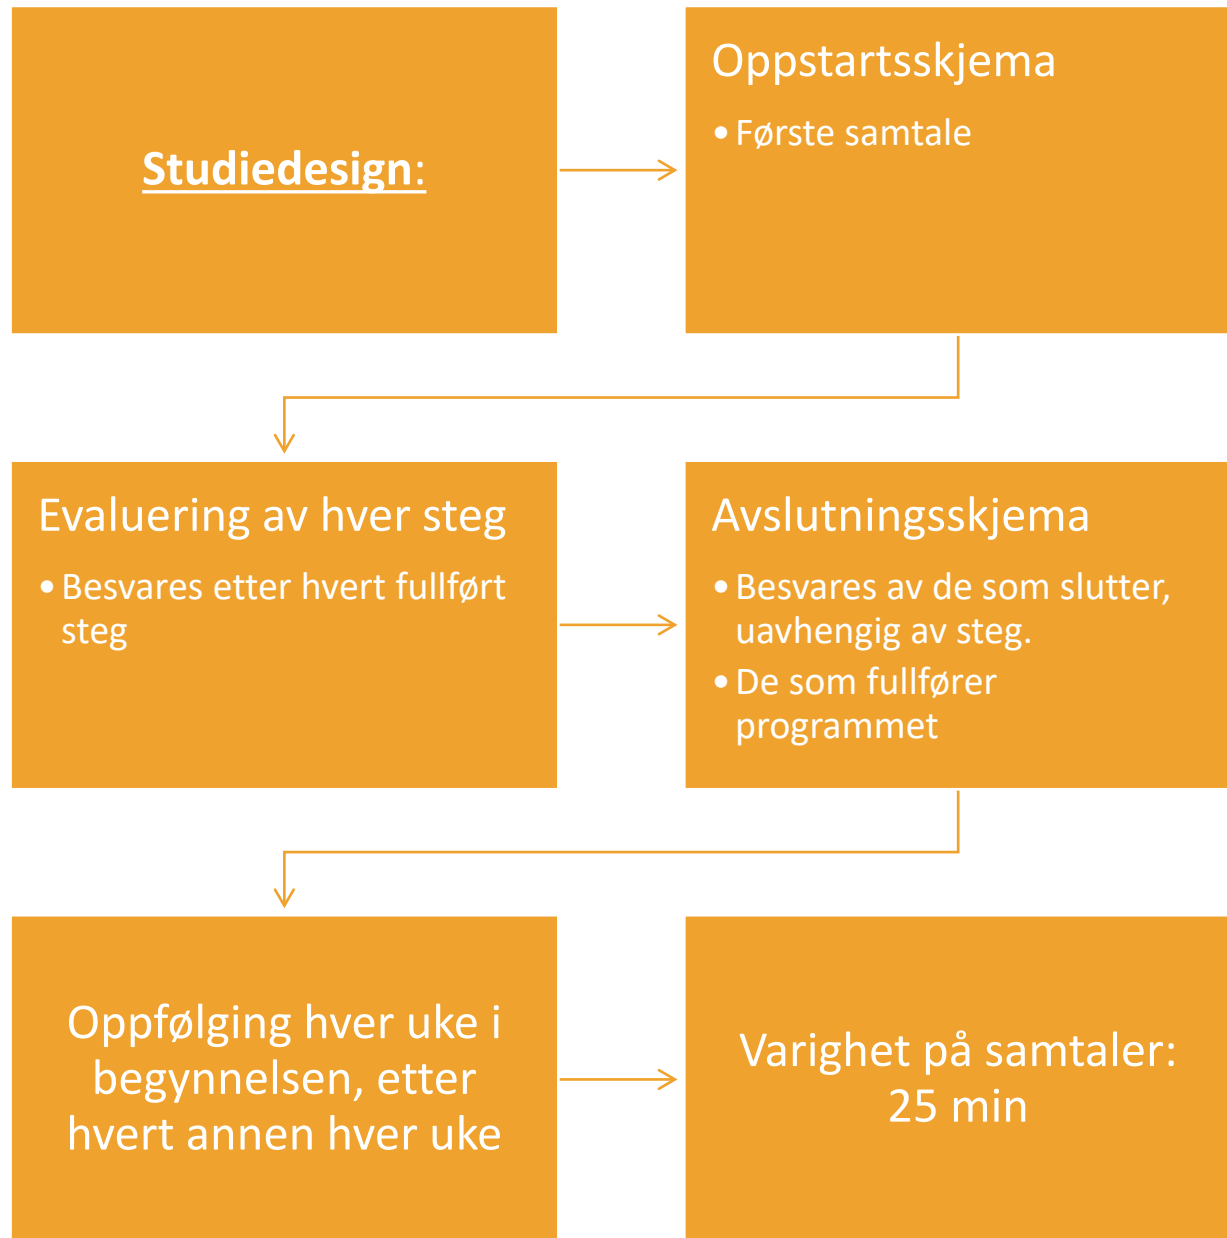 Studiedesign:
Oppstartsskjema
• Første samtale
Evaluering av hver steg
• Besvares etter hvert fullført
steg
Avslutningsskjema
• Besvares av de som slutter,
uavhengig av steg.
• De som fullfører
programmet
Oppfølging hver uke i
begynnelsen, etter
hvert annen hver uke
Varighet på samtaler:
25 min